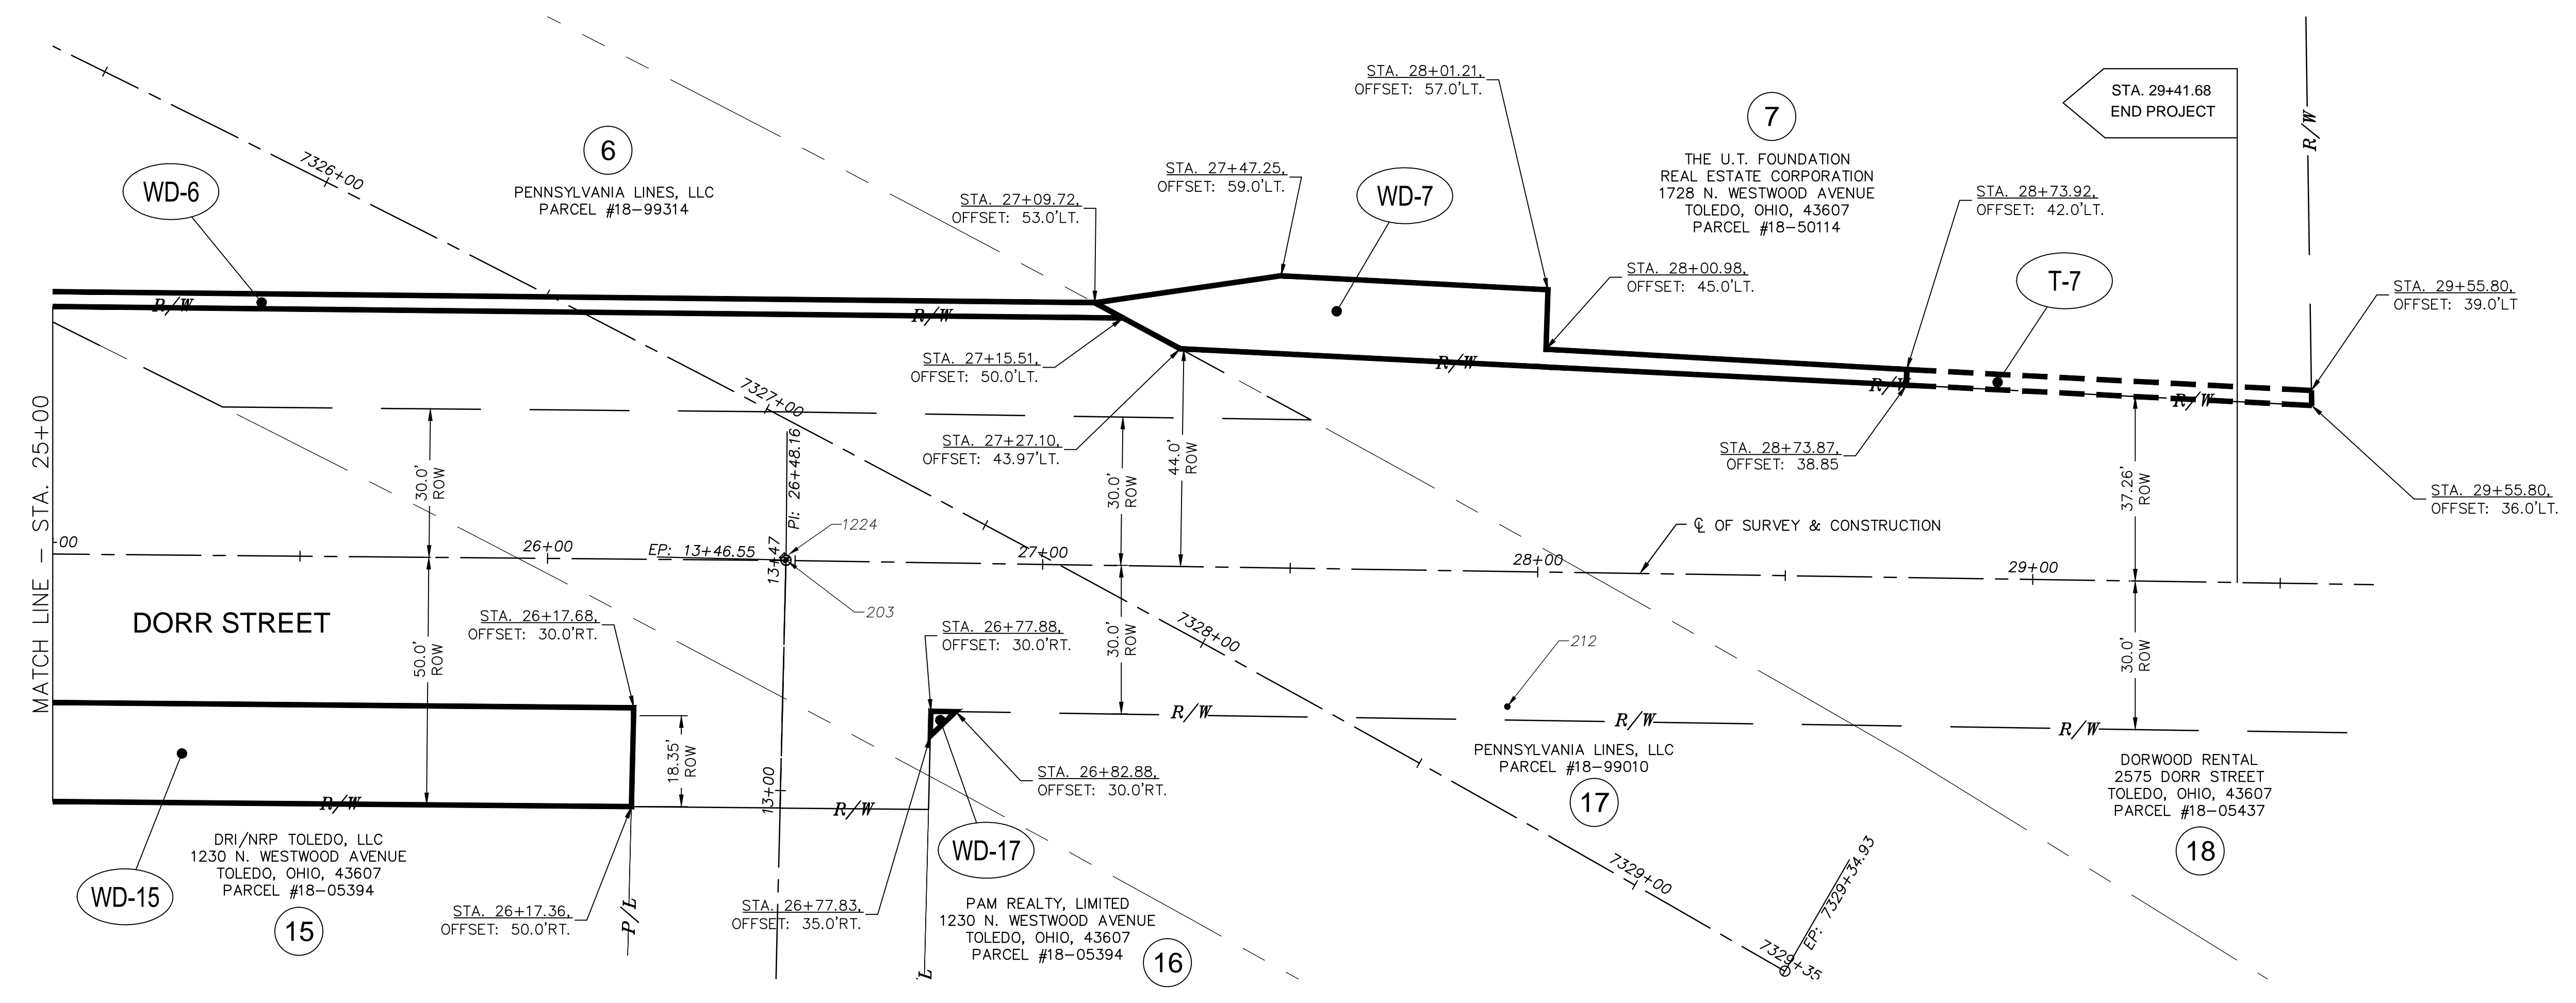 STA. 28+01.21,
OFFSET: 57.0'LT.
STA. 29+41.68
END PROJECT
R/W
6
PENNSYLVANIA LINES, LLC
PARCEL #18-99314
7
THE U.T. FOUNDATION
REAL ESTATE CORPORATION
1728 N. WESTWOOD AVENUE
TOLEDO, OHIO, 43607
PARCEL #18-50114
7326+00
WD-6
STA. 27+47.25,
OFFSET: 59.0'LT.
WD-7
STA. 27+09.72,
OFFSET: 53.0'LT.
STA. 28+73.92,
OFFSET: 42.0'LT.
STA. 28+00.98,
OFFSET: 45.0'LT.
T-7
STA. 29+55.80,
OFFSET: 39.0'LT
R/W
R/W
STA. 27+15.51,
OFFSET: 50.0'LT.
R/W
R/W
R/W
7327+00
STA. 27+27.10,
OFFSET: 43.97'LT.
STA. 28+73.87,
OFFSET: 38.85
STA. 29+55.80,
OFFSET: 36.0'LT.
MATCH LINE - STA. 25+00
30.0'
ROW
PI: 26+48.16
30.0'
ROW
44.0'
ROW
37.26'
ROW
℄ OF SURVEY & CONSTRUCTION
+00
26+00
EP: 13+46.55
13+47
1224
27+00
28+00
29+00
203
DORR STREET
STA. 26+17.68,
OFFSET: 30.0'RT.
STA. 26+77.88,
OFFSET: 30.0'RT.
30.0'
ROW
7328+00
212
50.0'
ROW
30.0'
ROW
R/W
R/W
R/W
18.35'
ROW
13+00
STA. 26+82.88,
OFFSET: 30.0'RT.
PENNSYLVANIA LINES, LLC
PARCEL #18-99010
17
DORWOOD RENTAL
2575 DORR STREET
TOLEDO, OHIO, 43607
PARCEL #18-05437
18
R/W
R/W
DRI/NRP TOLEDO, LLC
1230 N. WESTWOOD AVENUE
TOLEDO, OHIO, 43607
PARCEL #18-05394
15
WD-15
WD-17
STA. 26+17.36,
OFFSET: 50.0'RT.
P/L
STA. 26+77.83,
OFFSET: 35.0'RT.
L
PAM REALTY, LIMITED
1230 N. WESTWOOD AVENUE
TOLEDO, OHIO, 43607
PARCEL #18-05394
16
7329+00
EP: 7329+34.93
7329+35